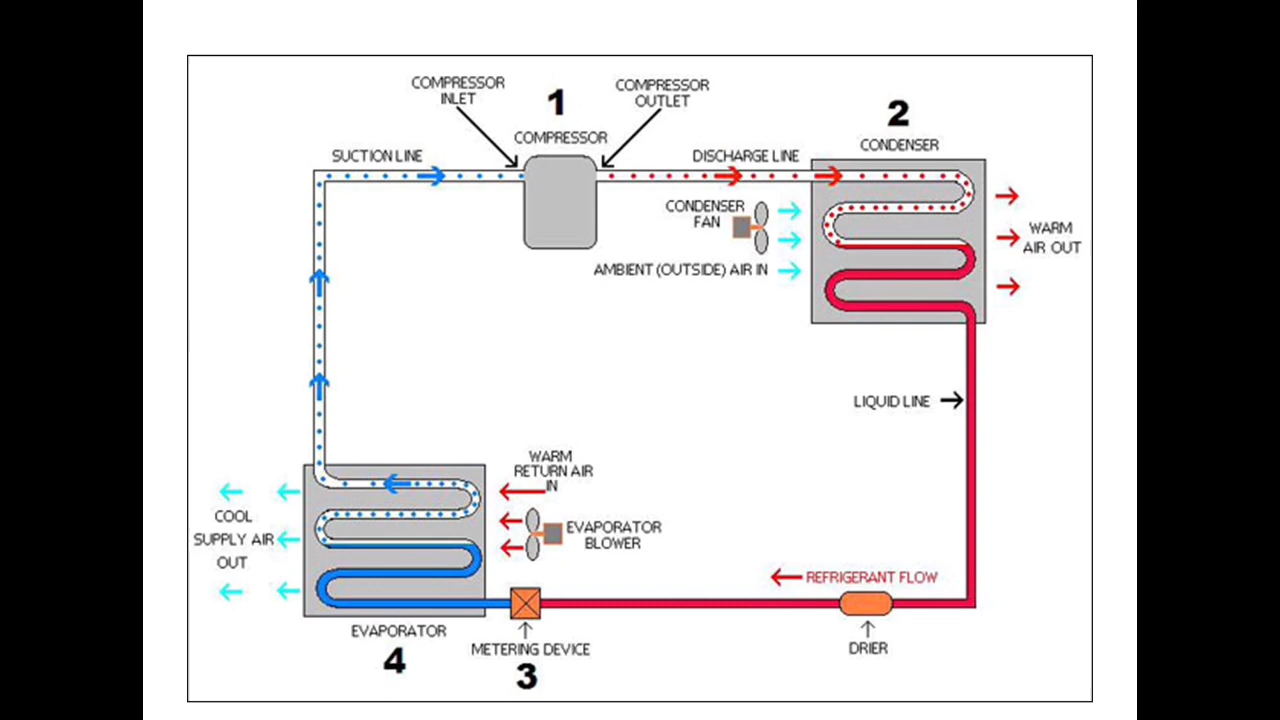 COMPRESSOR
INLET
1
COMPRESSOR
OUTLET
2
COMPRESSOR
CONDENSER
SUCTION LINE
DISCHARGE LINE
CONDENSER
FAN
WARM
AIR OUT
AMBIENT (OUTSIDE) AIR IN
LIQUID LINE
WARM
RETURN AIR
IN
COOL
SUPPLY AIR
OUT
EVAPORATOR
BLOWER
REFRIGERANT FLOW
EVAPORATOR
4
METERING DEVICE
3
DRIER